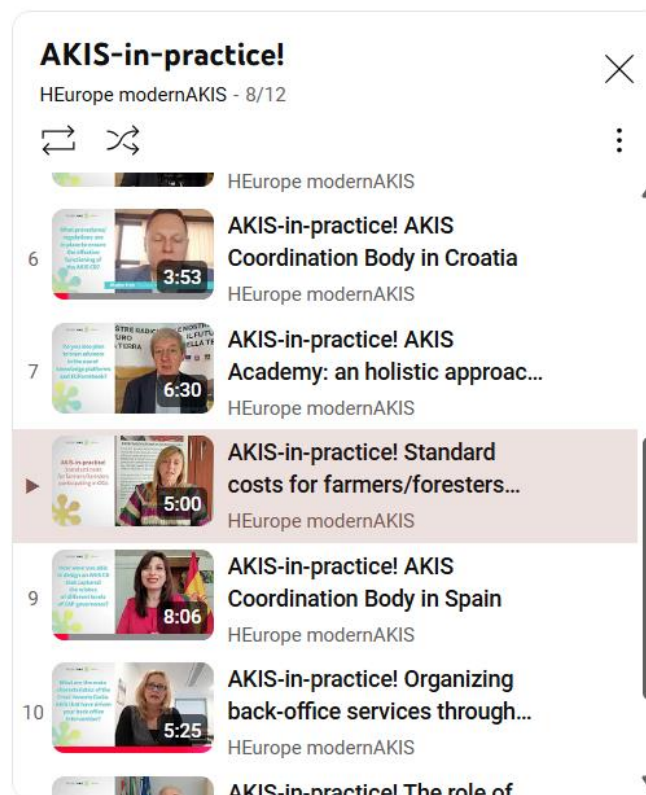 AKIS-in-practice!
HEurope modernAKIS - 8/12
HEurope modernAKIS
6
3:53
AKIS-in-practice! AKIS
Coordination Body in Croatia
HEurope modernAKIS
7
6:30
AKIS-in-practice! AKIS
Academy: an holistic approac...
HEurope modernAKIS
AKIS-in-practice!
5:00
AKIS-in-practice! Standard
costs for farmers/foresters...
HEurope modernAKIS
9
8:06
AKIS-in-practice! AKIS
Coordination Body in Spain
HEurope modernAKIS
10
5:25
AKIS-in-practice! Organizing
back-office services through...
HEurope modernAKIS
AKIS-in-practice! The role of